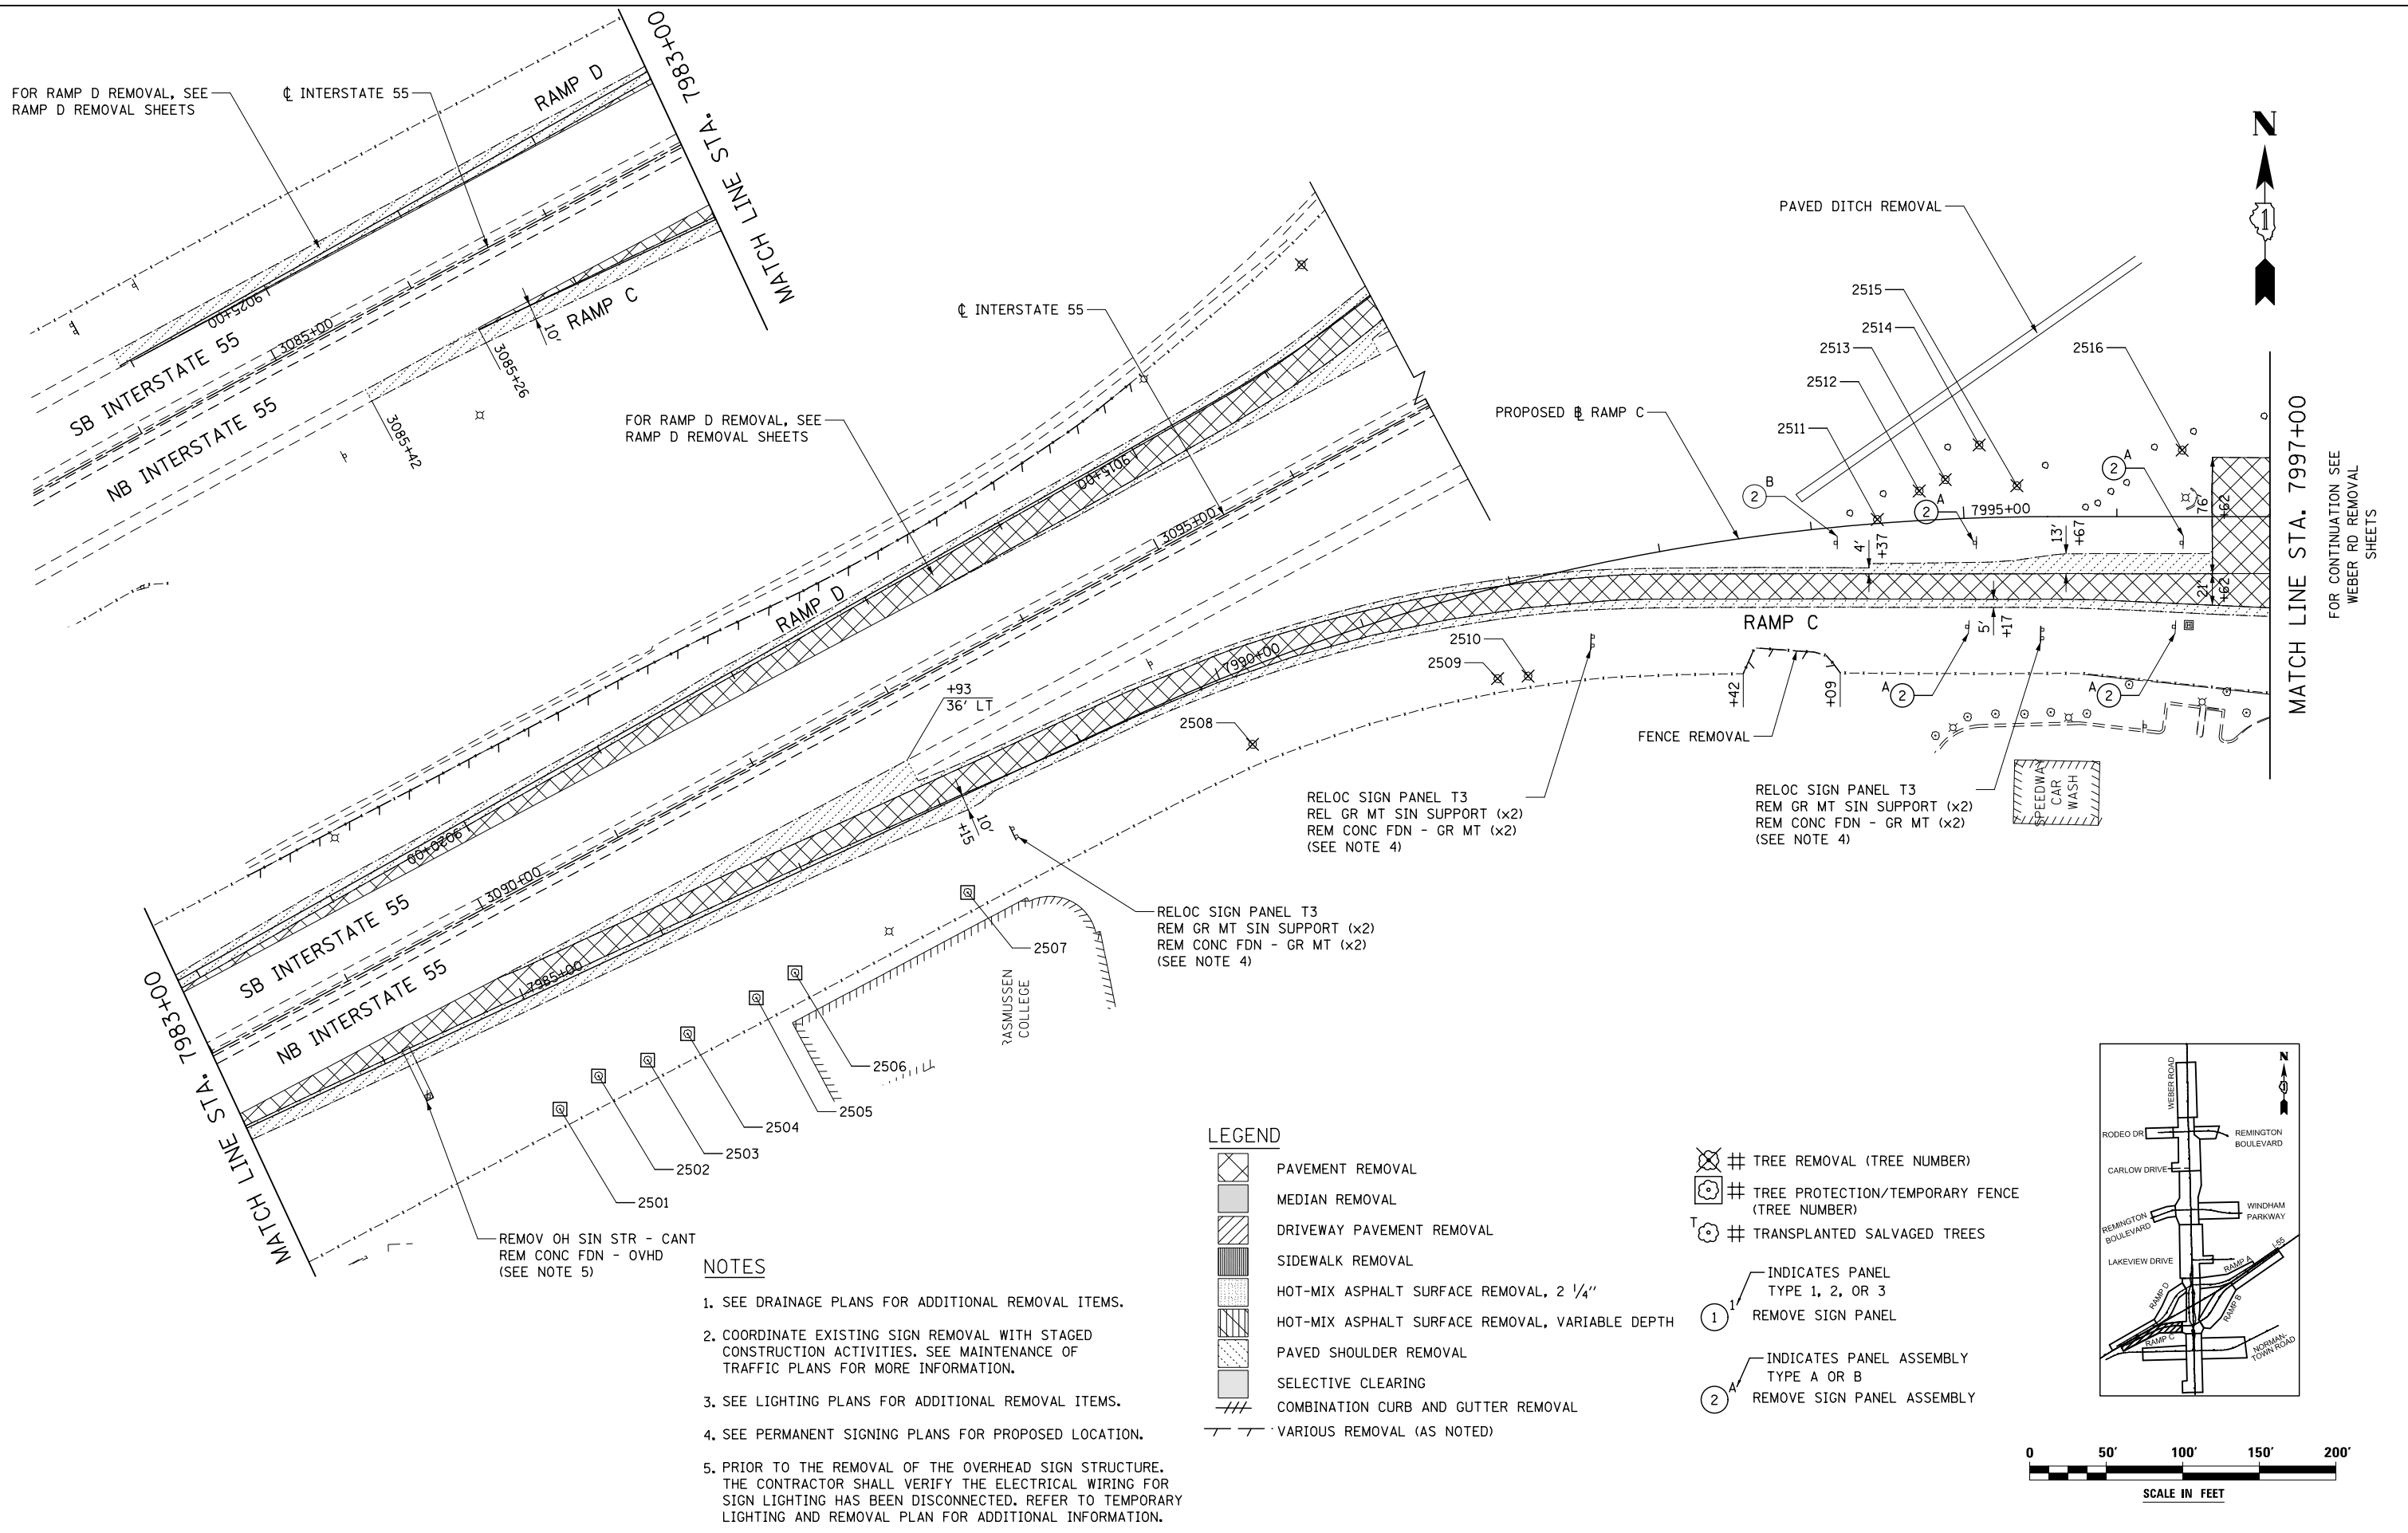 FOR RAMP D REMOVAL, SEE
RAMP D REMOVAL SHEETS
℄ INTERSTATE 55
RAMP D
MATCH LINE STA. 7983+00
9025+00
3085+00
SB INTERSTATE 55
NB INTERSTATE 55
10'
RAMP C
3085+26
3085+42
FOR RAMP D REMOVAL, SEE
RAMP D REMOVAL SHEETS
℄ INTERSTATE 55
9015+00
3095+00
RAMP D
9020+00
3090+00
SB INTERSTATE 55
NB INTERSTATE 55
7985+00
7990+00
MATCH LINE STA. 7983+00
+93
36' LT
10'
+15
PAVED DITCH REMOVAL
2515
2514
2513
2512
2511
2516
PROPOSED ⅊ RAMP C
2 B
2 A
2 A
7995+00
4'
+37
13'
+67
76'
+62
21'
+62
5'
+17
RAMP C
N
1
MATCH LINE STA. 7997+00
FOR CONTINUATION SEE
WEBER RD REMOVAL
SHEETS
2510
2509
2508
+42
+09
FENCE REMOVAL
A 2
A 2
SPEEDWAY
CAR
WASH
RELOC SIGN PANEL T3
REL GR MT SIN SUPPORT (x2)
REM CONC FDN - GR MT (x2)
(SEE NOTE 4)
RELOC SIGN PANEL T3
REM GR MT SIN SUPPORT (x2)
REM CONC FDN - GR MT (x2)
(SEE NOTE 4)
RELOC SIGN PANEL T3
REM GR MT SIN SUPPORT (x2)
REM CONC FDN - GR MT (x2)
(SEE NOTE 4)
RASMUSSEN
COLLEGE
2507
2506
2505
2504
2503
2502
2501
REMOV OH SIN STR - CANT
REM CONC FDN - OVHD
(SEE NOTE 5)
NOTES
1. SEE DRAINAGE PLANS FOR ADDITIONAL REMOVAL ITEMS.
2. COORDINATE EXISTING SIGN REMOVAL WITH STAGED
CONSTRUCTION ACTIVITIES. SEE MAINTENANCE OF
TRAFFIC PLANS FOR MORE INFORMATION.
3. SEE LIGHTING PLANS FOR ADDITIONAL REMOVAL ITEMS.
4. SEE PERMANENT SIGNING PLANS FOR PROPOSED LOCATION.
5. PRIOR TO THE REMOVAL OF THE OVERHEAD SIGN STRUCTURE.
THE CONTRACTOR SHALL VERIFY THE ELECTRICAL WIRING FOR
SIGN LIGHTING HAS BEEN DISCONNECTED. REFER TO TEMPORARY
LIGHTING AND REMOVAL PLAN FOR ADDITIONAL INFORMATION.
LEGEND
PAVEMENT REMOVAL
MEDIAN REMOVAL
DRIVEWAY PAVEMENT REMOVAL
SIDEWALK REMOVAL
HOT-MIX ASPHALT SURFACE REMOVAL, 2 1/4"
HOT-MIX ASPHALT SURFACE REMOVAL, VARIABLE DEPTH
PAVED SHOULDER REMOVAL
SELECTIVE CLEARING
COMBINATION CURB AND GUTTER REMOVAL
VARIOUS REMOVAL (AS NOTED)
# TREE REMOVAL (TREE NUMBER)
# TREE PROTECTION/TEMPORARY FENCE
(TREE NUMBER)
T # TRANSPLANTED SALVAGED TREES
INDICATES PANEL
TYPE 1, 2, OR 3
1 1 REMOVE SIGN PANEL
INDICATES PANEL ASSEMBLY
TYPE A OR B
2 A REMOVE SIGN PANEL ASSEMBLY
N
WEBER ROAD
RODEO DR
REMINGTON
BOULEVARD
CARLOW DRIVE
WINDHAM
PARKWAY
REMINGTON
BOULEVARD
LAKEVIEW DRIVE
I-55
RAMP A
RAMP D
RAMP B
RAMP C
NORMAN-
TOWN ROAD
0 50' 100' 150' 200'
SCALE IN FEET